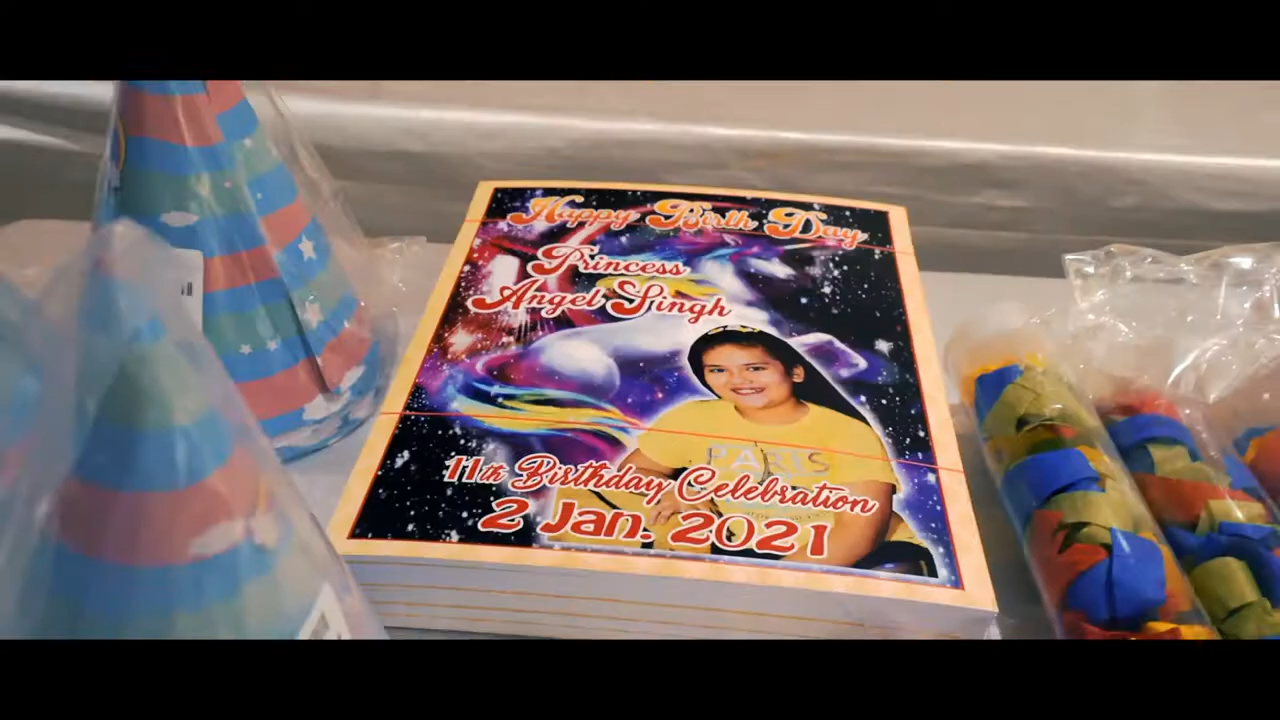 Happy Birth Day
Princess
Angel Singh
PARIS
11th Birthday Celebration
2 Jan. 2021